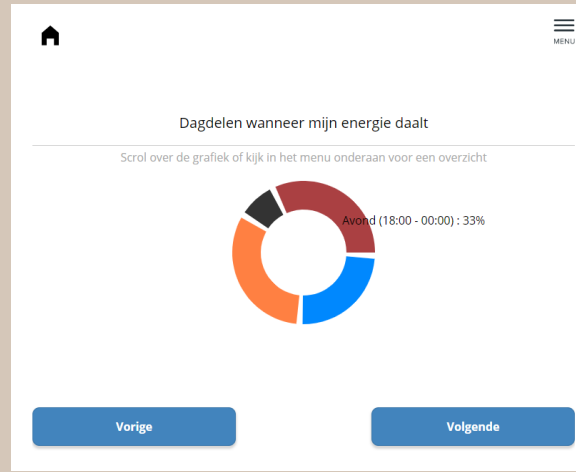 MENU
Dagdelen wanneer mijn energie daalt
Scrol over de grafiek of kijk in het menu onderaan voor een overzicht
Avond (18:00 - 00:00) : 33%
Vorige
Volgende